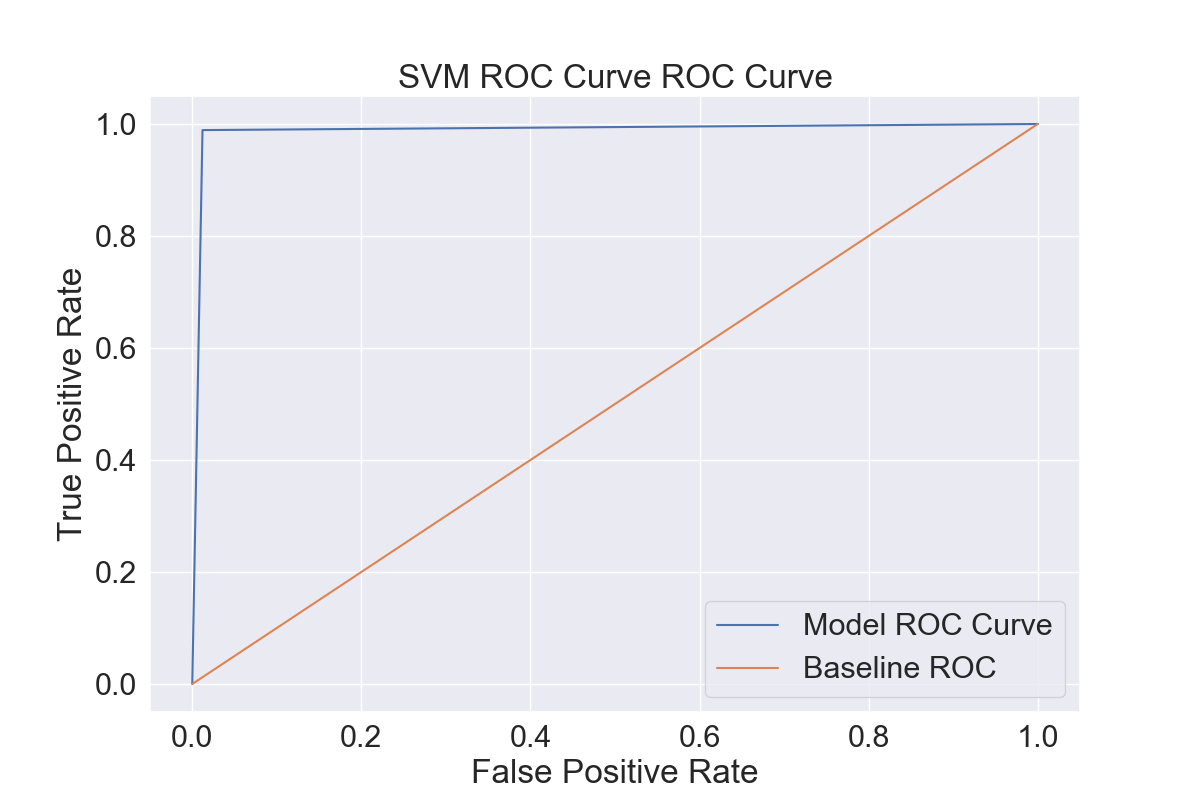 SVM ROC Curve ROC Curve
True Positive Rate
1.0
0.8
0.6
0.4
0.2
0.0
Model ROC Curve
Baseline ROC
0.0 0.2 0.4 0.6 0.8 1.0
False Positive Rate